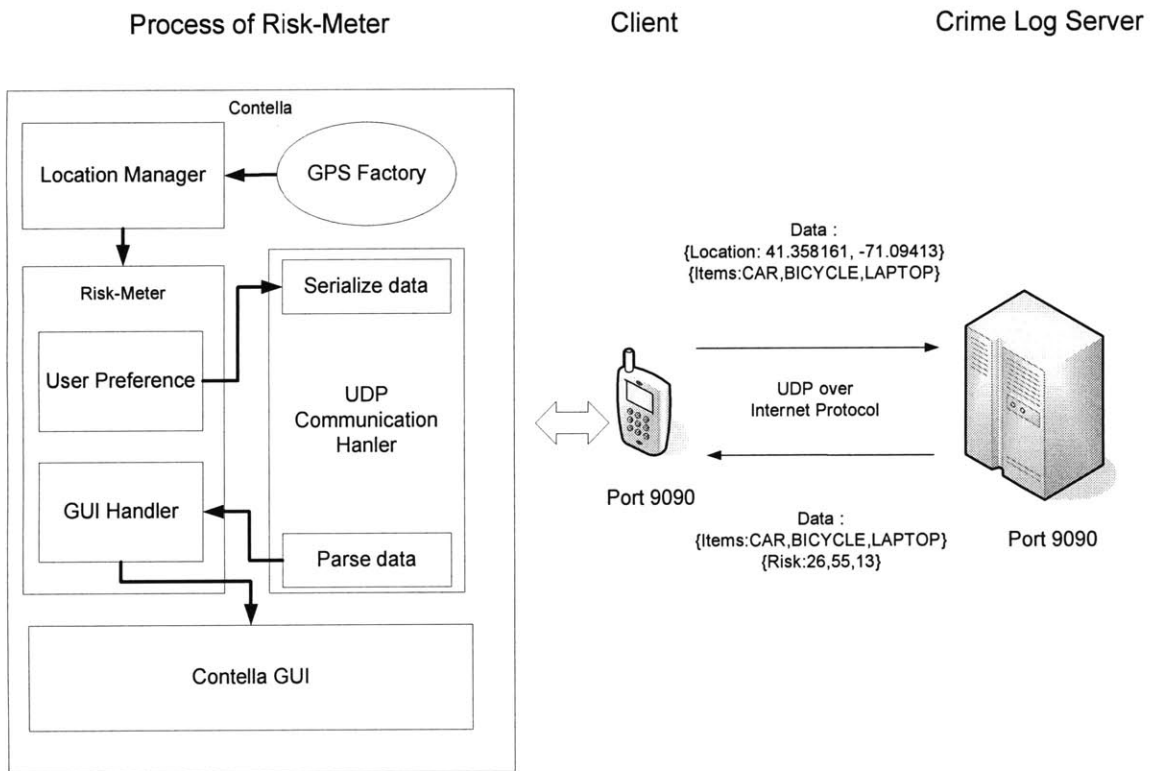 Process of Risk-Meter
Client
Crime Log Server
Contella
Location Manager
GPS Factory
Risk-Meter
User Preference
GUI Handler
Serialize data
UDP
Communication
Hanler
Parse data
Contella GUI
Data :
{Location: 41.358161, -71.09413}
{Items:CAR,BICYCLE,LAPTOP}
UDP over
Internet Protocol
Port 9090
Data :
{Items:CAR,BICYCLE,LAPTOP}
{Risk:26,55,13}
Port 9090